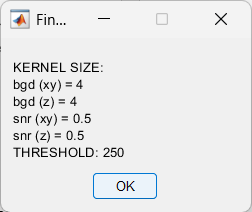 Fin...
KERNEL SIZE:
bgd (xy) = 4
bgd (z) = 4
snr (xy) = 0.5
snr (z) = 0.5
THRESHOLD: 250
OK